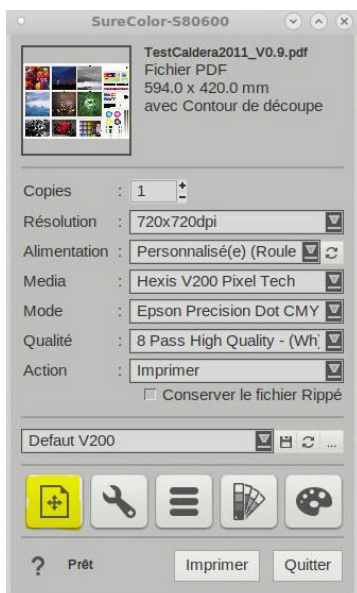 SureColor-S80600
TestCaldera2011_V0.9.pdf
Fichier PDF
594.0 x 420.0 mm
avec Contour de découpe
Copies : 1
Résolution : 720x720dpi
Alimentation : Personnalisé(e) (Roule
Media : Hexis V200 Pixel Tech
Mode : Epson Precision Dot CMY
Qualité : 8 Pass High Quality - (Wh
Action : Imprimer
Conserver le fichier Rippé
Defaut V200 ...
? Prêt Imprimer Quitter